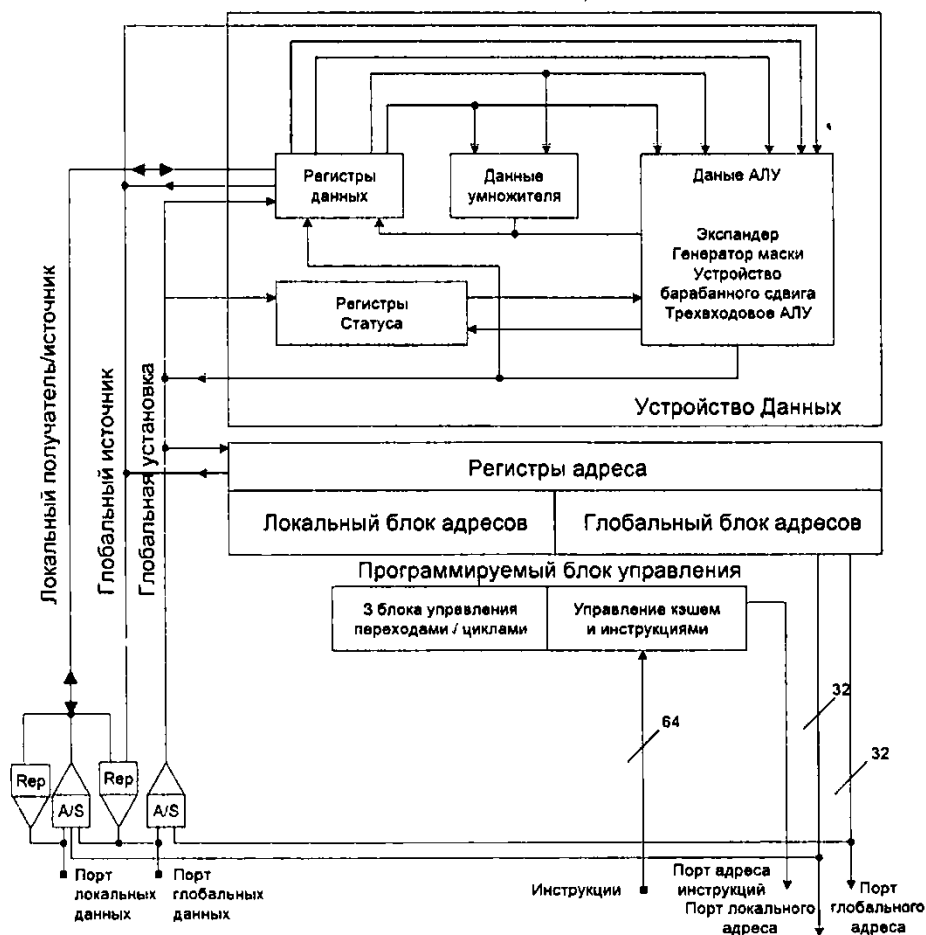 Регистры
данных
Данные
умножителя
Даные АЛУ
Экспандер
Генератор маски
Устройство
барабанного сдвига
Трехвходовое АЛУ
Регистры
Статуса
Устройство Данных
Локальный получатель/источник
Глобальный источник
Глобальная установка
Регистры адреса
Локальный блок адресов
Глобальный блок адресов
Программируемый блок управления
3 блока управления
переходами / циклами
Управление кэшем
и инструкциями
32
64
32
Rep
A/S
Rep
A/S
Порт
локальных
данных
Порт
глобальных
данных
Инструкции
Порт адреса
инструкций
Порт локального
адреса
Порт
глобального
адреса